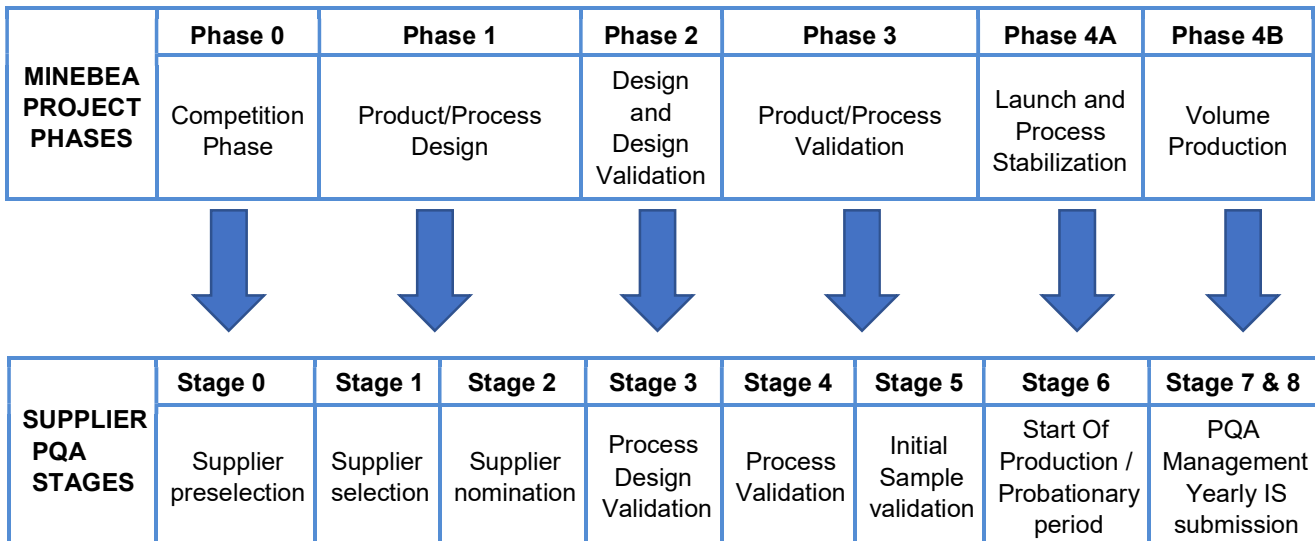 Phase 0
Phase 1
Phase 2
Phase 3
Phase 4A
Phase 4B
MINEBEA
PROJECT
PHASES
Competition
Phase
Product/Process
Design
Design
and
Design
Validation
Product/Process
Validation
Launch and
Process
Stabilization
Volume
Production
Stage 0
Stage 1
Stage 2
Stage 3
Stage 4
Stage 5
Stage 6
Stage 7 & 8
SUPPLIER
PQA
STAGES
Supplier
preselection
Supplier
selection
Supplier
nomination
Process
Design
Validation
Process
Validation
Initial
Sample
validation
Start Of
Production /
Probationary
period
PQA
Management
Yearly IS
submission